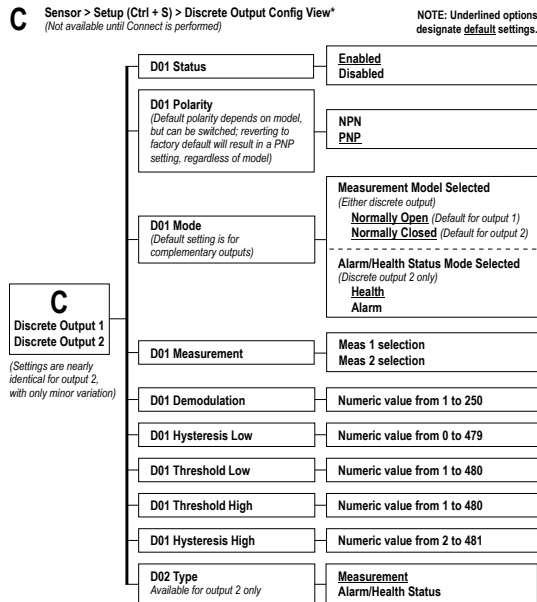 C
Sensor > Setup (Ctrl + S) > Discrete Output Config View*
(Not available until Connect is performed)
NOTE: Underlined options
designate default settings.
D01 Status
Enabled
Disabled
D01 Polarity
(Default polarity depends on model,
but can be switched; reverting to
factory default will result in a PNP
setting, regardless of model)
NPN
PNP
D01 Mode
(Default setting is for
complementary outputs)
Measurement Model Selected
(Either discrete output)
Normally Open (Default for output 1)
Normally Closed (Default for output 2)
Alarm/Health Status Mode Selected
(Discrete output 2 only)
Health
Alarm
C
Discrete Output 1
Discrete Output 2
(Settings are nearly
identical for output 2,
with only minor variation)
D01 Measurement
Meas 1 selection
Meas 2 selection
D01 Demodulation
Numeric value from 1 to 250
D01 Hysteresis Low
Numeric value from 0 to 479
D01 Threshold Low
Numeric value from 1 to 480
D01 Threshold High
Numeric value from 1 to 480
D01 Hysteresis High
Numeric value from 2 to 481
D02 Type
Available for output 2 only
Measurement
Alarm/Health Status